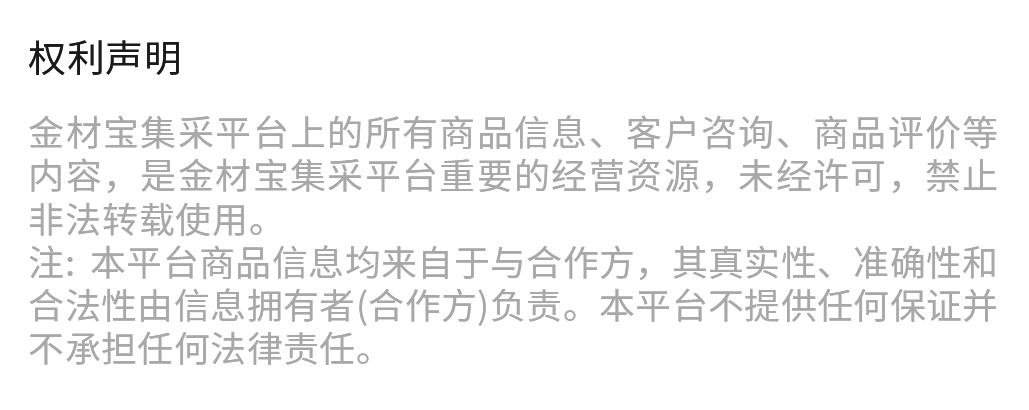 权利声明
金材宝集采平台上的所有商品信息、客户咨询、商品评价等
内容，是金材宝集采平台重要的经营资源，未经许可，禁止
非法转载使用。
注: 本平台商品信息均来自于与合作方，其真实性、准确性和
合法性由信息拥有者(合作方)负责。本平台不提供任何保证并
不承担任何法律责任。